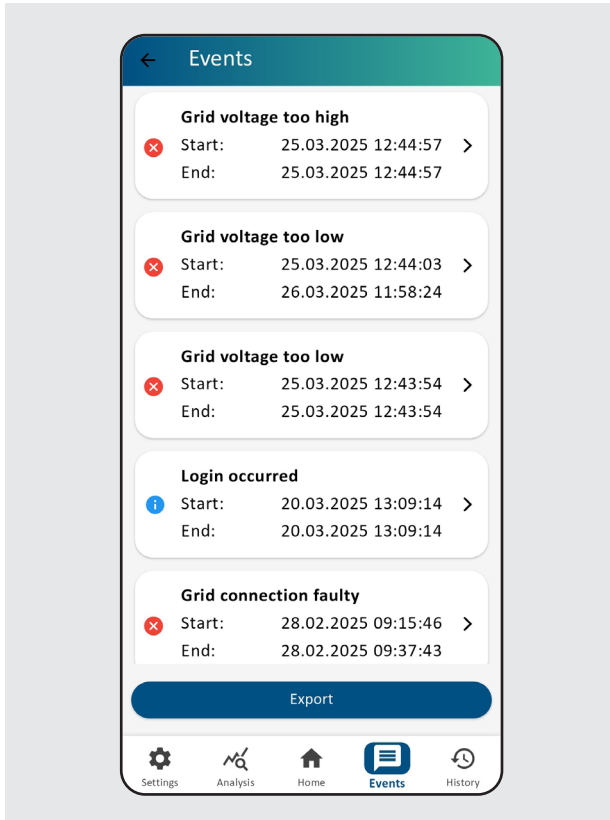 Events
Grid voltage too high
Start: 25.03.2025 12:44:57
End: 25.03.2025 12:44:57
Grid voltage too low
Start: 25.03.2025 12:44:03
End: 26.03.2025 11:58:24
Grid voltage too low
Start: 25.03.2025 12:43:54
End: 25.03.2025 12:43:54
Login occurred
Start: 20.03.2025 13:09:14
End: 20.03.2025 13:09:14
Grid connection faulty
Start: 28.02.2025 09:15:46
End: 28.02.2025 09:37:43
Export
Settings Analysis Home Events History